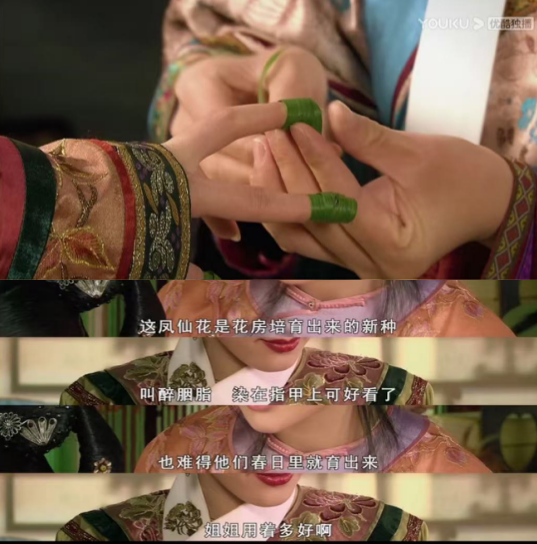 YOUKU 优酷独播
这凤仙花是花房培育出来的新种
叫醉胭脂 染在指甲上可好看了
也难得他们春日里就育出来
姐姐用着多好啊